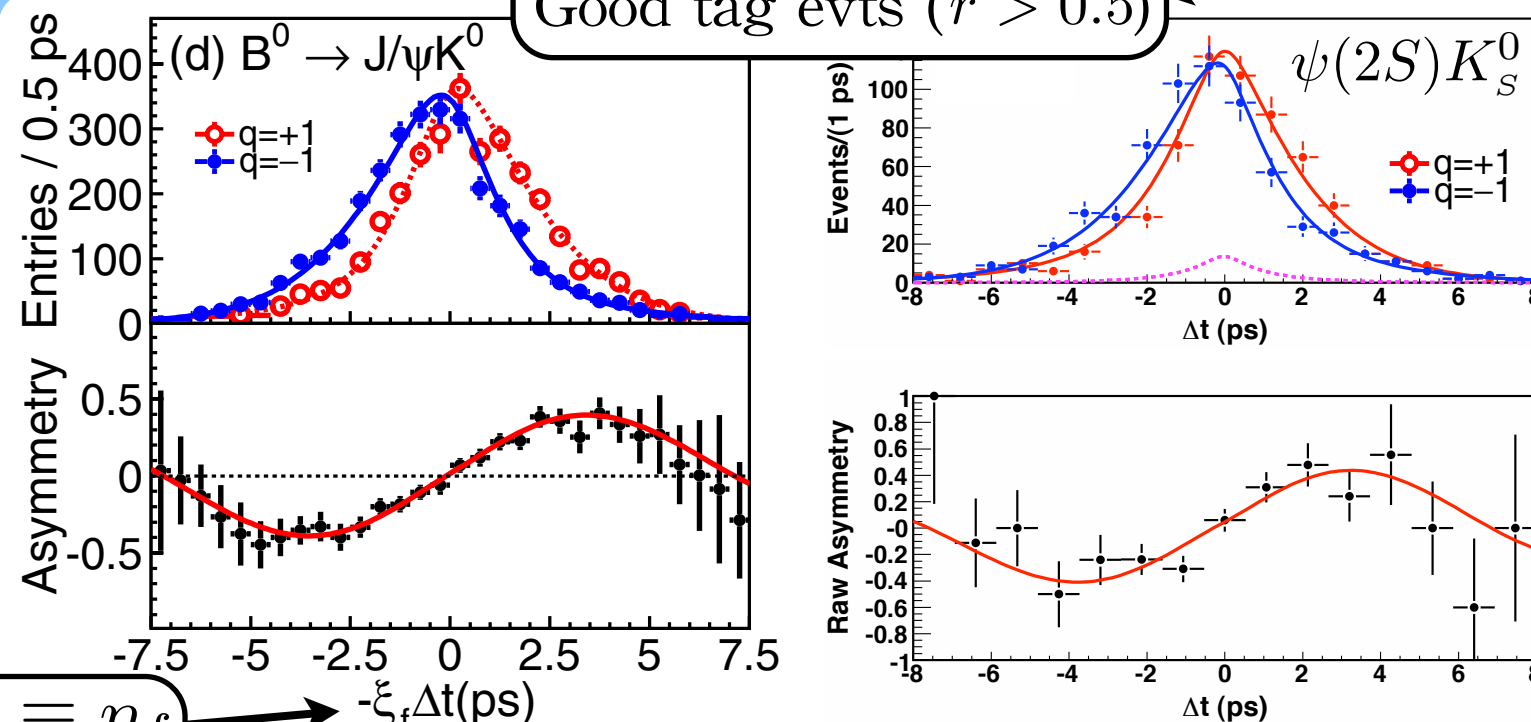 Good tag evts (r > 0.5)
(d) B⁰ → J/ψK⁰
Entries / 0.5 ps
400
300
200
100
0
q=+1
q=−1
Asymmetry
0.5
0
-0.5
-7.5 -5 -2.5 0 2.5 5 7.5
-ξf Δt(ps)
ψ(2S)K⁰S
Events/(1 ps)
100
80
60
40
20
0
q=+1
q=−1
-8 -6 -4 -2 0 2 4 6 8
Δt (ps)
Raw Asymmetry
1
0.8
0.6
0.4
0.2
-0
-0.2
-0.4
-0.6
-0.8
-1
-8 -6 -4 -2 0 2 4 6 8
Δt (ps)